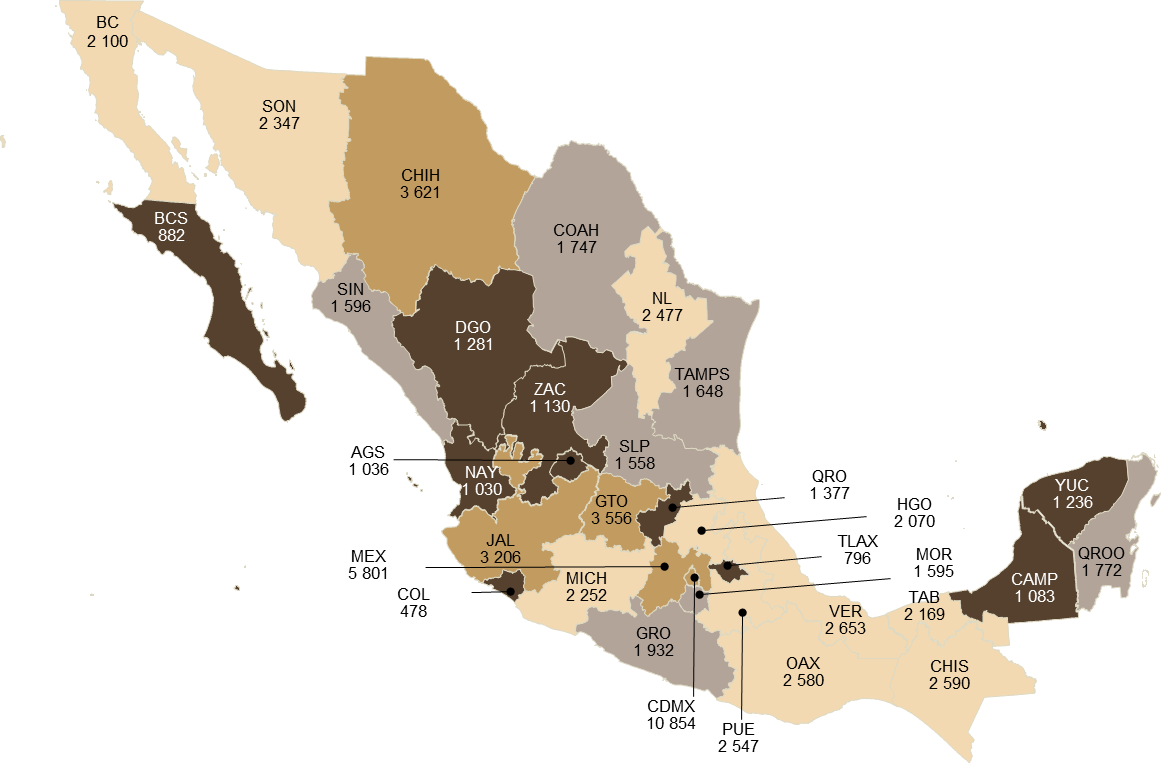 BC
2 100
SON
2 347
CHIH
3 621
BCS
882
COAH
1 747
SIN
1 596
NL
2 477
DGO
1 281
TAMPS
1 648
ZAC
1 130
AGS
1 036
SLP
1 558
NAY
1 030
QRO
1 377
YUC
1 236
GTO
3 556
HGO
2 070
JAL
3 206
TLAX
796
MEX
5 801
MOR
1 595
QROO
1 772
MICH
2 252
CAMP
1 083
COL
478
TAB
2 169
VER
2 653
GRO
1 932
OAX
2 580
CHIS
2 590
CDMX
10 854
PUE
2 547